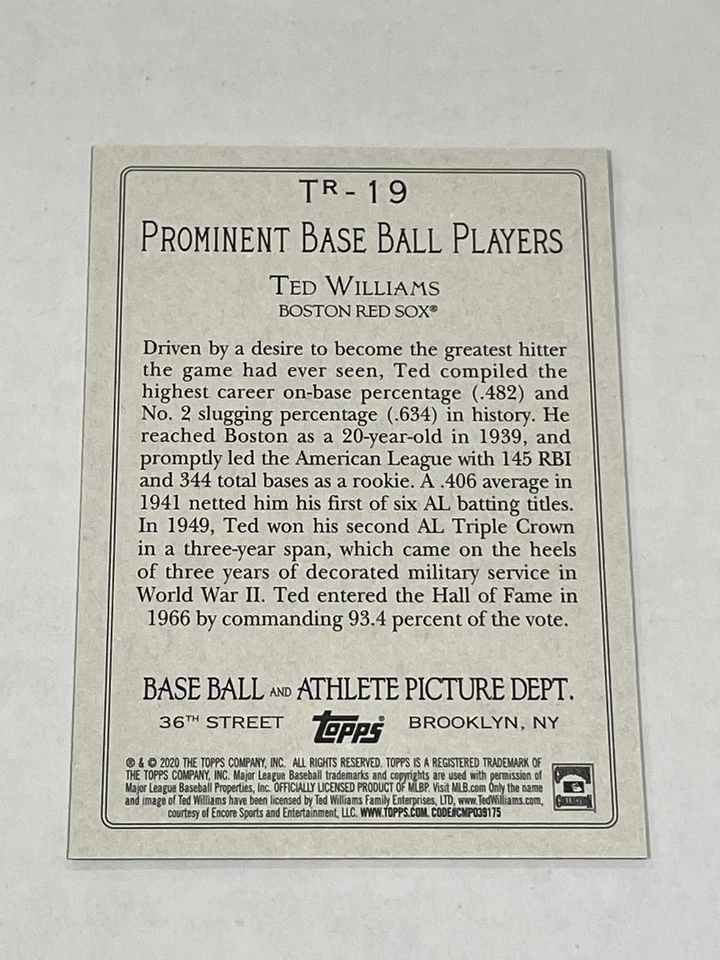 TR-19
PROMINENT BASE BALL PLAYERS
TED WILLIAMS
BOSTON RED SOX®
Driven by a desire to become the greatest hitter
the game had ever seen, Ted compiled the
highest career on-base percentage (.482) and
No. 2 slugging percentage (.634) in history. He
reached Boston as a 20-year-old in 1939, and
promptly led the American League with 145 RBI
and 344 total bases as a rookie. A .406 average in
1941 netted him his first of six AL batting titles.
In 1949, Ted won his second AL Triple Crown
in a three-year span, which came on the heels
of three years of decorated military service in
World War II. Ted entered the Hall of Fame in
1966 by commanding 93.4 percent of the vote.
BASE BALL AND ATHLETE PICTURE DEPT.
36TH STREET topps BROOKLYN, NY
® & © 2020 THE TOPPS COMPANY, INC. ALL RIGHTS RESERVED. TOPPS IS A REGISTERED TRADEMARK OF
THE TOPPS COMPANY, INC. Major League Baseball trademarks and copyrights are used with permission of
Major League Baseball Properties, Inc. OFFICIALLY LICENSED PRODUCT OF MLBP. Visit MLB.com Only the name
and image of Ted Williams have been licensed by Ted Williams Family Enterprises, LTD, www.TedWilliams.com,
courtesy of Encore Sports and Entertainment, LLC. WWW.TOPPS.COM. CODE#CMP039175
COOPERSTOWN
COLLECTION